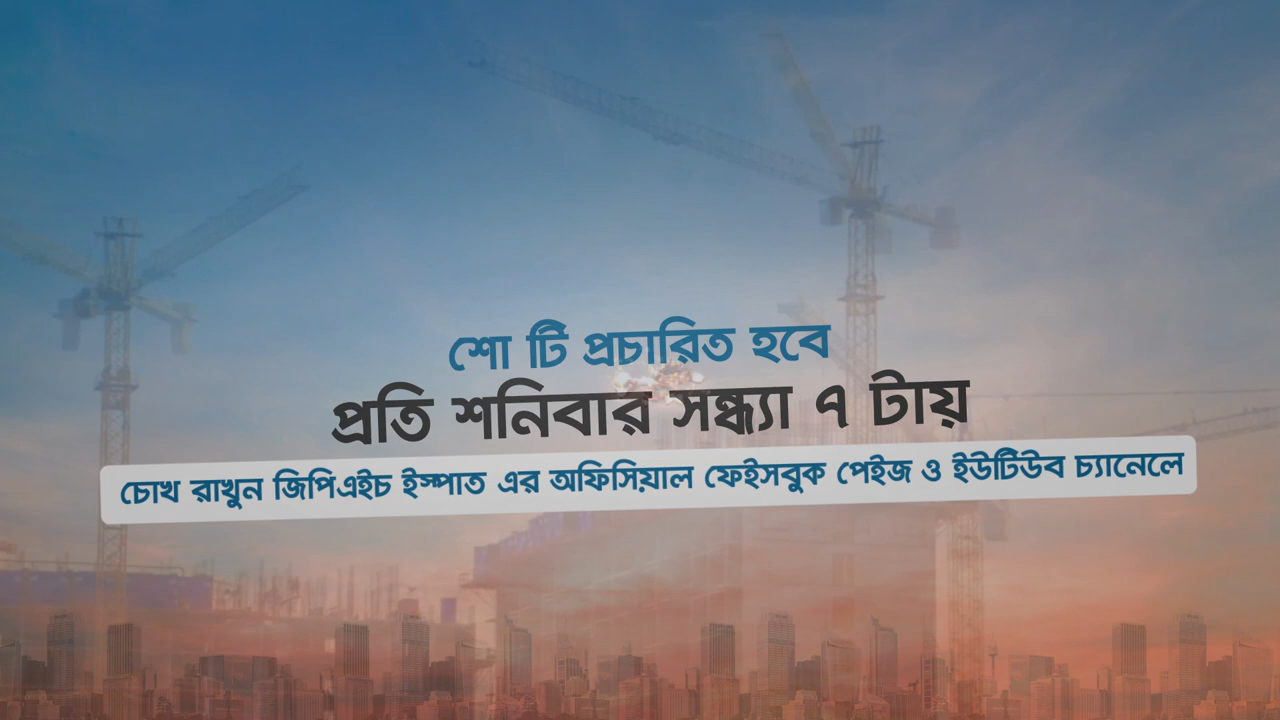 শো টি প্রচারিত হবে
প্রতি শনিবার সন্ধ্যা ৭ টায়
চোখ রাখুন জিপিএইচ ইস্পাত এর অফিসিয়াল ফেইসবুক পেইজ ও ইউটিউব চ্যানেলে